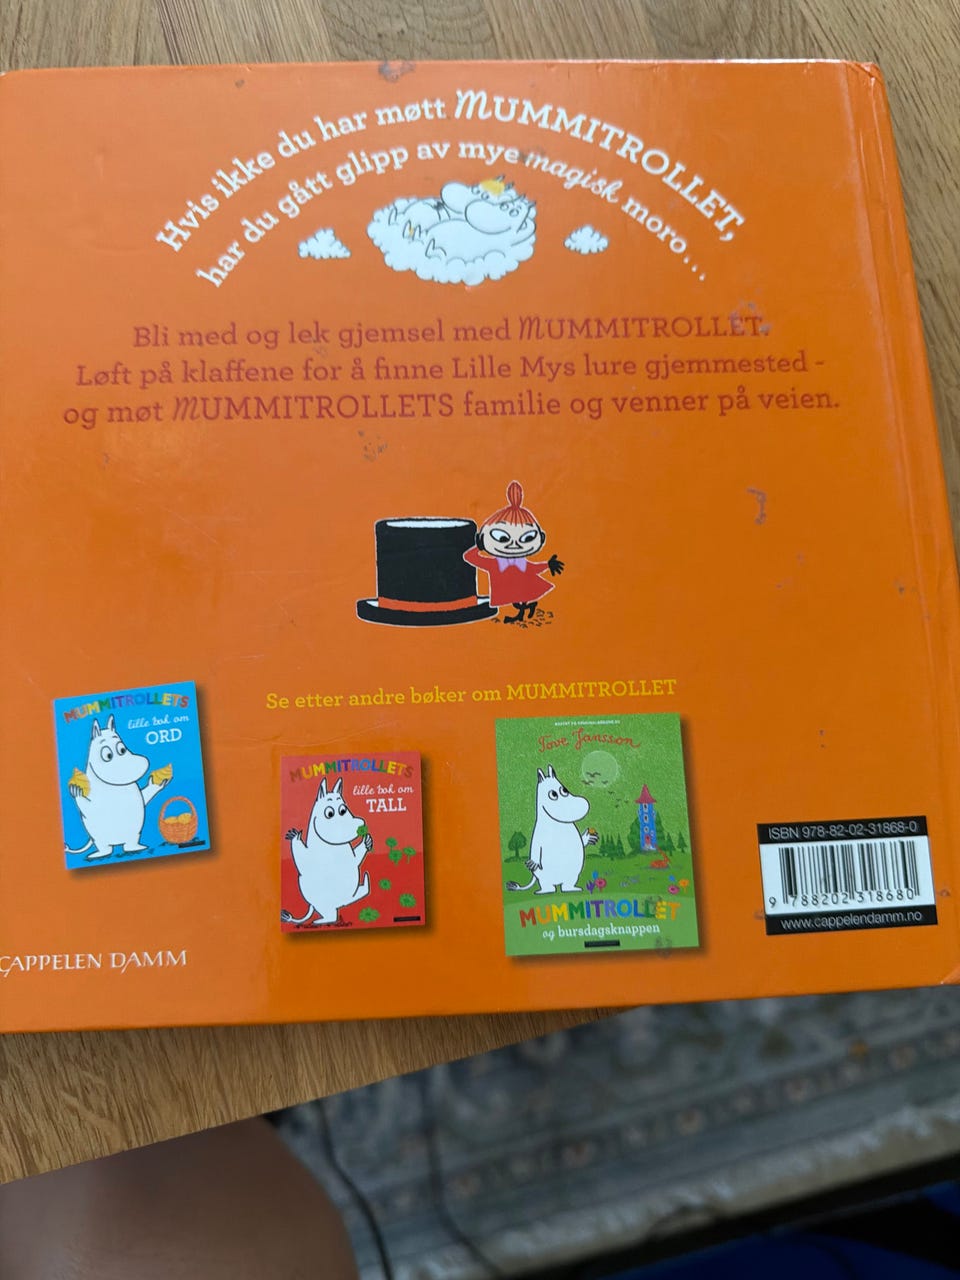 Hvis ikke du har møtt MUMMITROLLET,
har du gått glipp av mye magisk moro...
Bli med og lek gjemsel med MUMMITROLLET.
Løft på klaffene for å finne Lille Mys lure gjemmested -
og møt MUMMITROLLETS familie og venner på veien.
Se etter andre bøker om MUMMITROLLET
MUMMITROLLETS
lille bok om
ORD
MUMMITROLLETS
lille bok om
TALL
Tove Jansson
MUMMITROLLET
og bursdagsknappen
ISBN 978-82-02-31868-0
9 788202 318680
www.cappelendamm.no
CAPPELEN DAMM